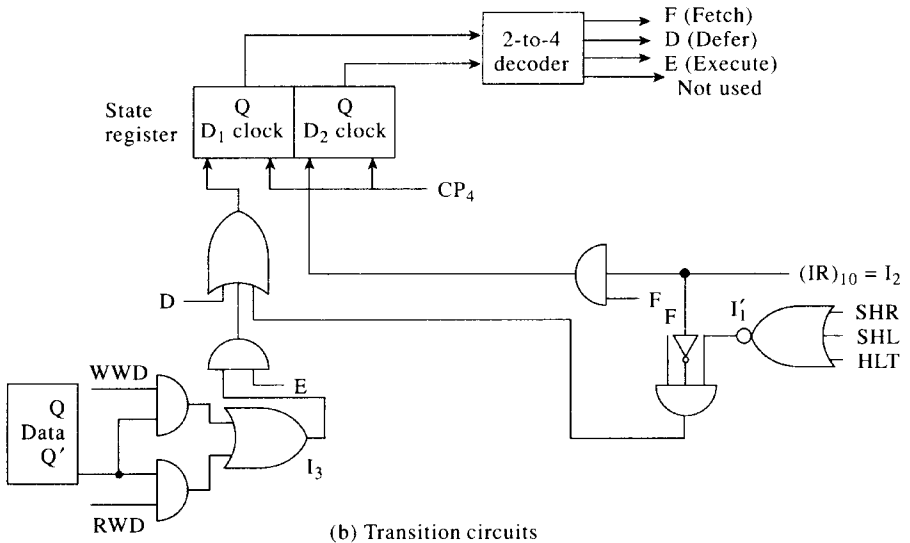 F (Fetch)
D (Defer)
E (Execute)
Not used
2-to-4
decoder
State
register
Q
D₁ clock
Q
D₂ clock
CP₄
(IR)₁₀ = I₂
D
F
F
I₁′
SHR
SHL
HLT
E
WWD
Q
Data
Q'
I₃
RWD
(b) Transition circuits